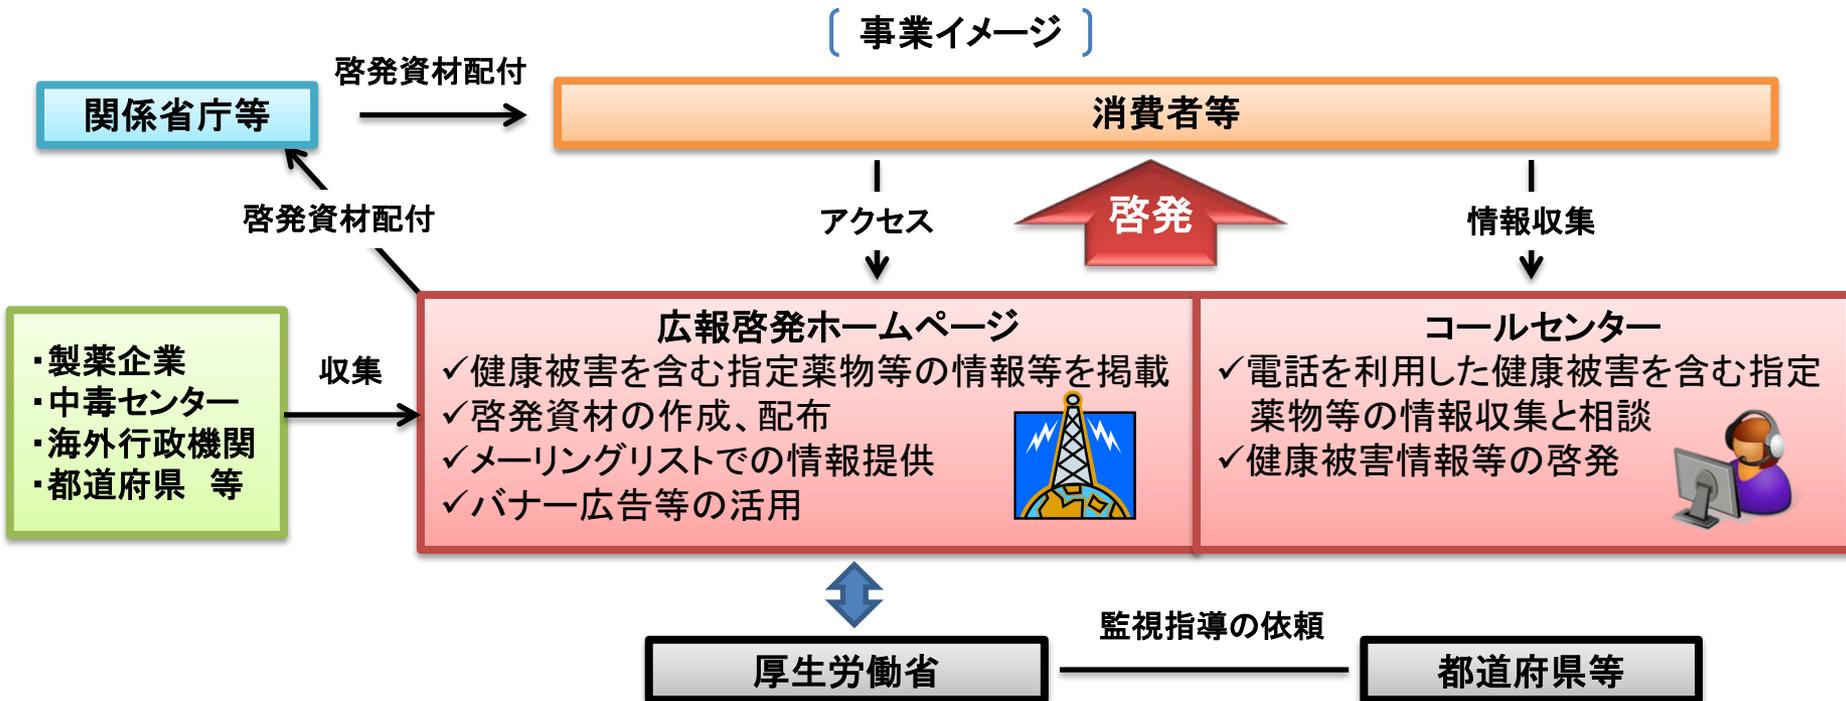 〔 事業イメージ 〕
啓発資材配付
関係省庁等
消費者等
啓発資材配付
アクセス
啓発
情報収集
・製薬企業
・中毒センター
・海外行政機関
・都道府県　等
収集
広報啓発ホームページ
✓健康被害を含む指定薬物等の情報等を掲載
✓啓発資材の作成、配布
✓メーリングリストでの情報提供
✓バナー広告等の活用
コールセンター
✓電話を利用した健康被害を含む指定
薬物等の情報収集と相談
✓健康被害情報等の啓発
厚生労働省
監視指導の依頼
都道府県等